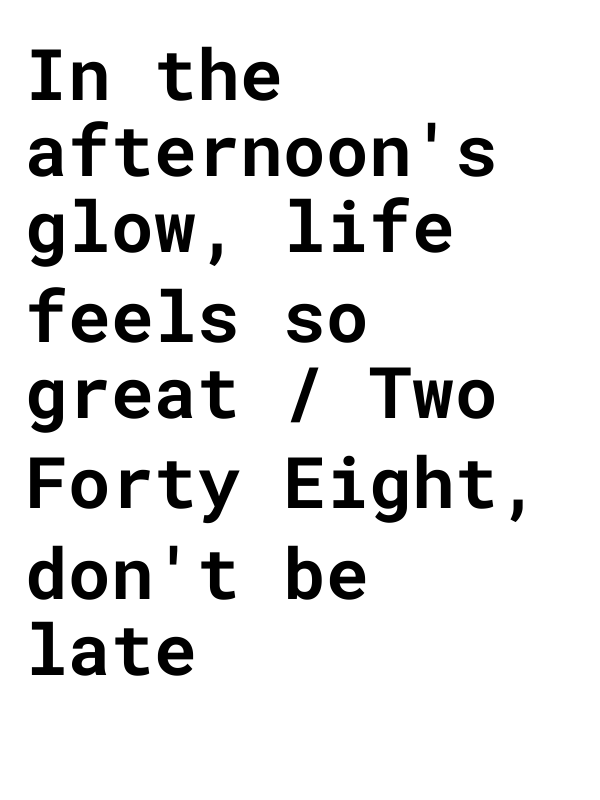 In the
afternoon's
glow, life
feels so
great / Two
Forty Eight,
don't be
late